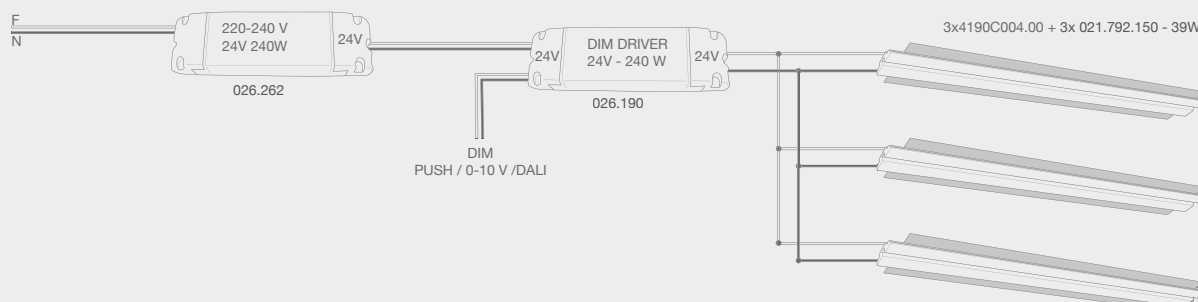 F
N
220-240 V
24V 240W
24V
026.262
24V
DIM DRIVER
24V - 240 W
24V
026.190
DIM
PUSH / 0-10 V /DALI
3x4190C004.00 + 3x 021.792.150 - 39W